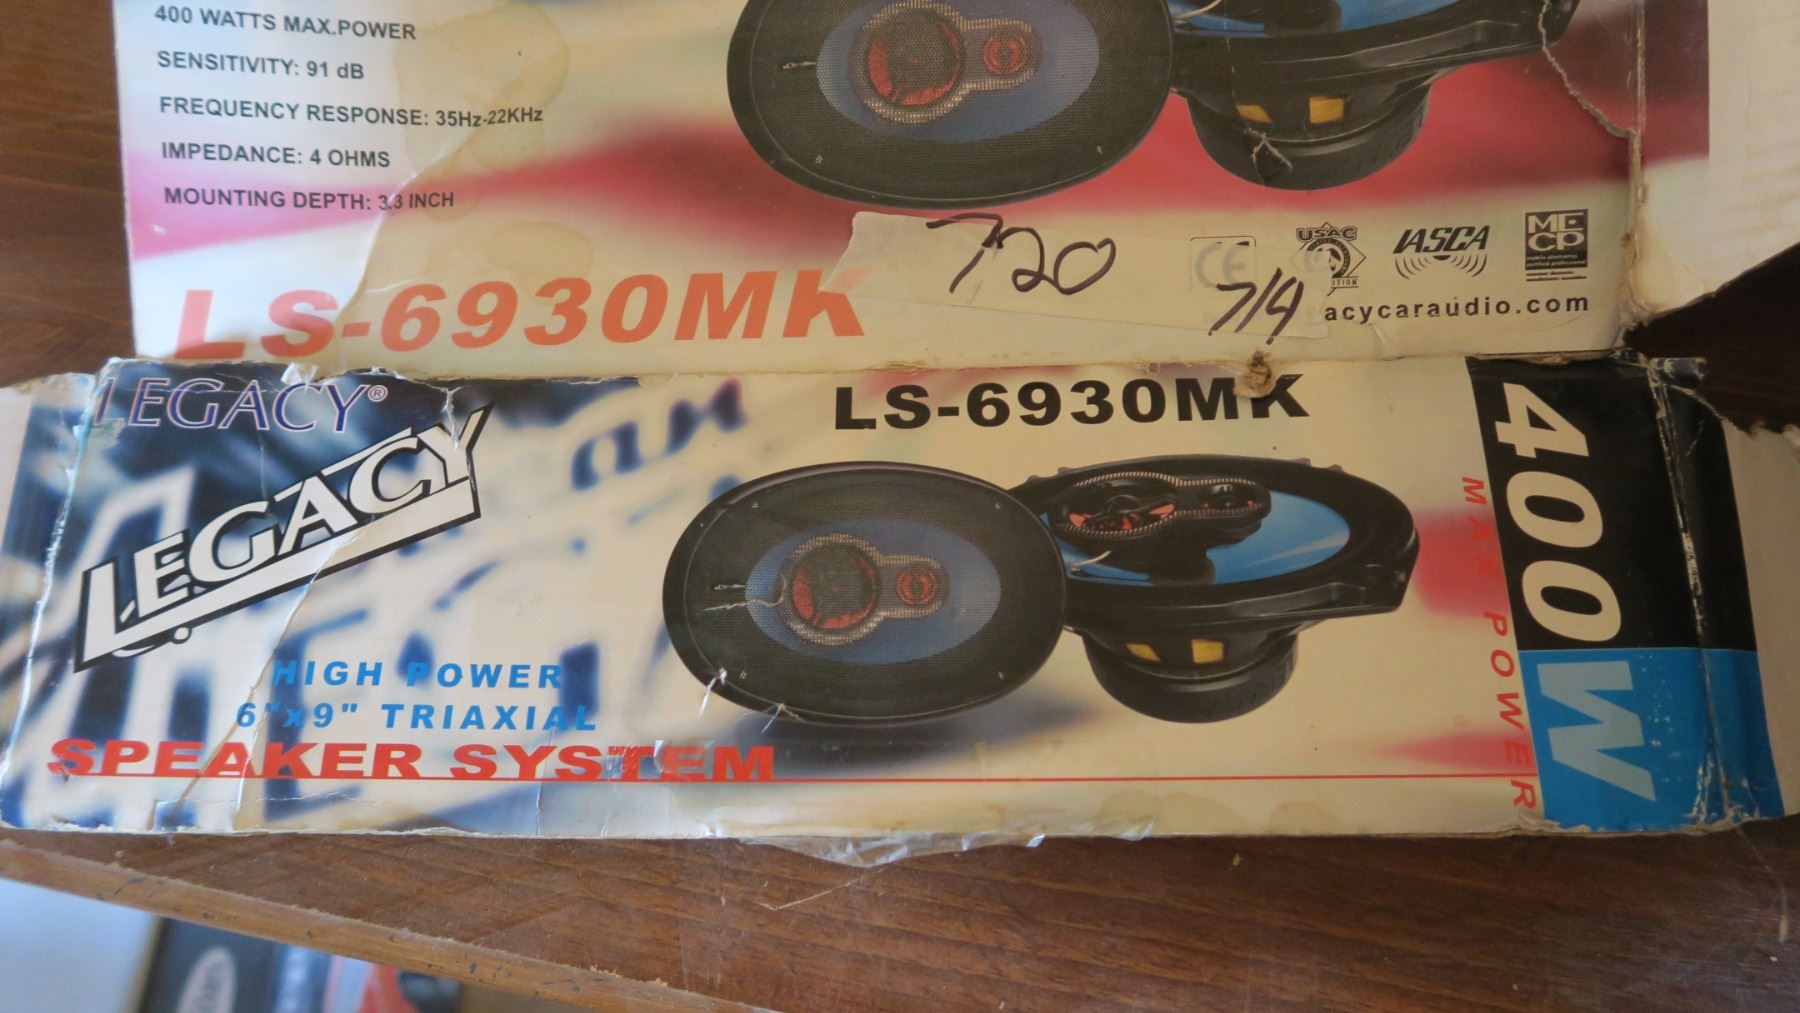 400 WATTS MAX.POWER
SENSITIVITY: 91 dB
FREQUENCY RESPONSE: 35Hz-22KHz
IMPEDANCE: 4 OHMS
MOUNTING DEPTH: 3.3 INCH
LS-6930MK
720
714
CE
USAC
IASCA
MECP
acycaraudio.com
LEGACY®
LEGACY
LS-6930MK
HIGH POWER
6"x9" TRIAXIAL
SPEAKER SYSTEM
400W
MAX POWER